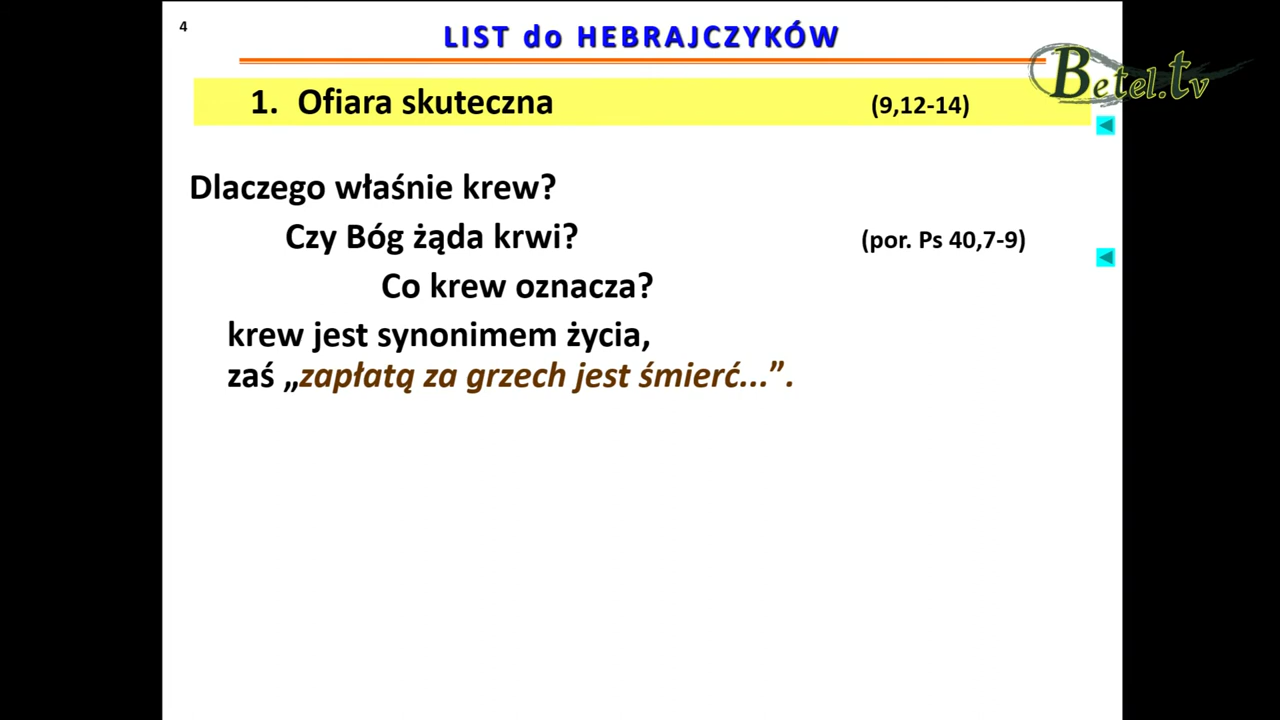 4
LIST do HEBRAJCZYKÓW
Betel.tv
1. Ofiara skuteczna (9,12-14)
Dlaczego właśnie krew?
Czy Bóg żąda krwi? (por. Ps 40,7-9)
Co krew oznacza?
krew jest synonimem życia,
zaś „zapłatą za grzech jest śmierć...”.